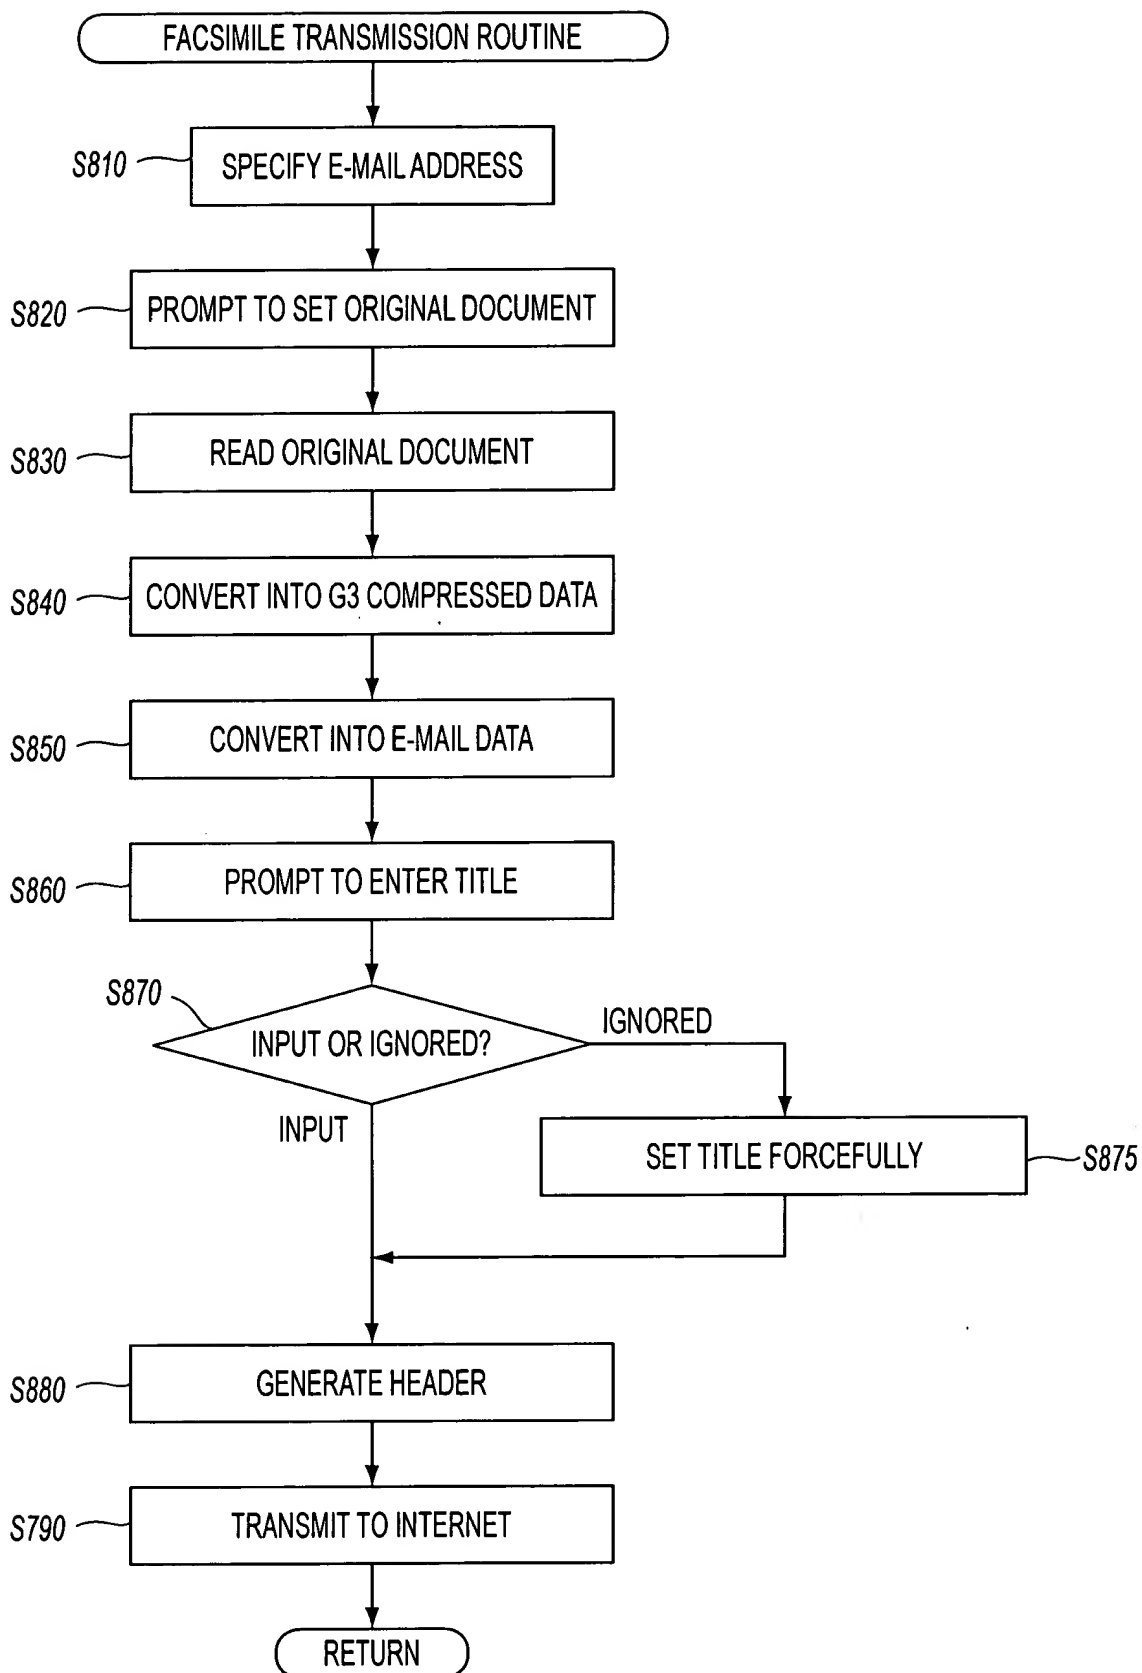 FACSIMILE TRANSMISSION ROUTINE
S810
SPECIFY E-MAIL ADDRESS
S820
PROMPT TO SET ORIGINAL DOCUMENT
S830
READ ORIGINAL DOCUMENT
S840
CONVERT INTO G3 COMPRESSED DATA
S850
CONVERT INTO E-MAIL DATA
S860
PROMPT TO ENTER TITLE
S870
INPUT OR IGNORED?
IGNORED
INPUT
SET TITLE FORCEFULLY
S875
S880
GENERATE HEADER
S790
TRANSMIT TO INTERNET
RETURN